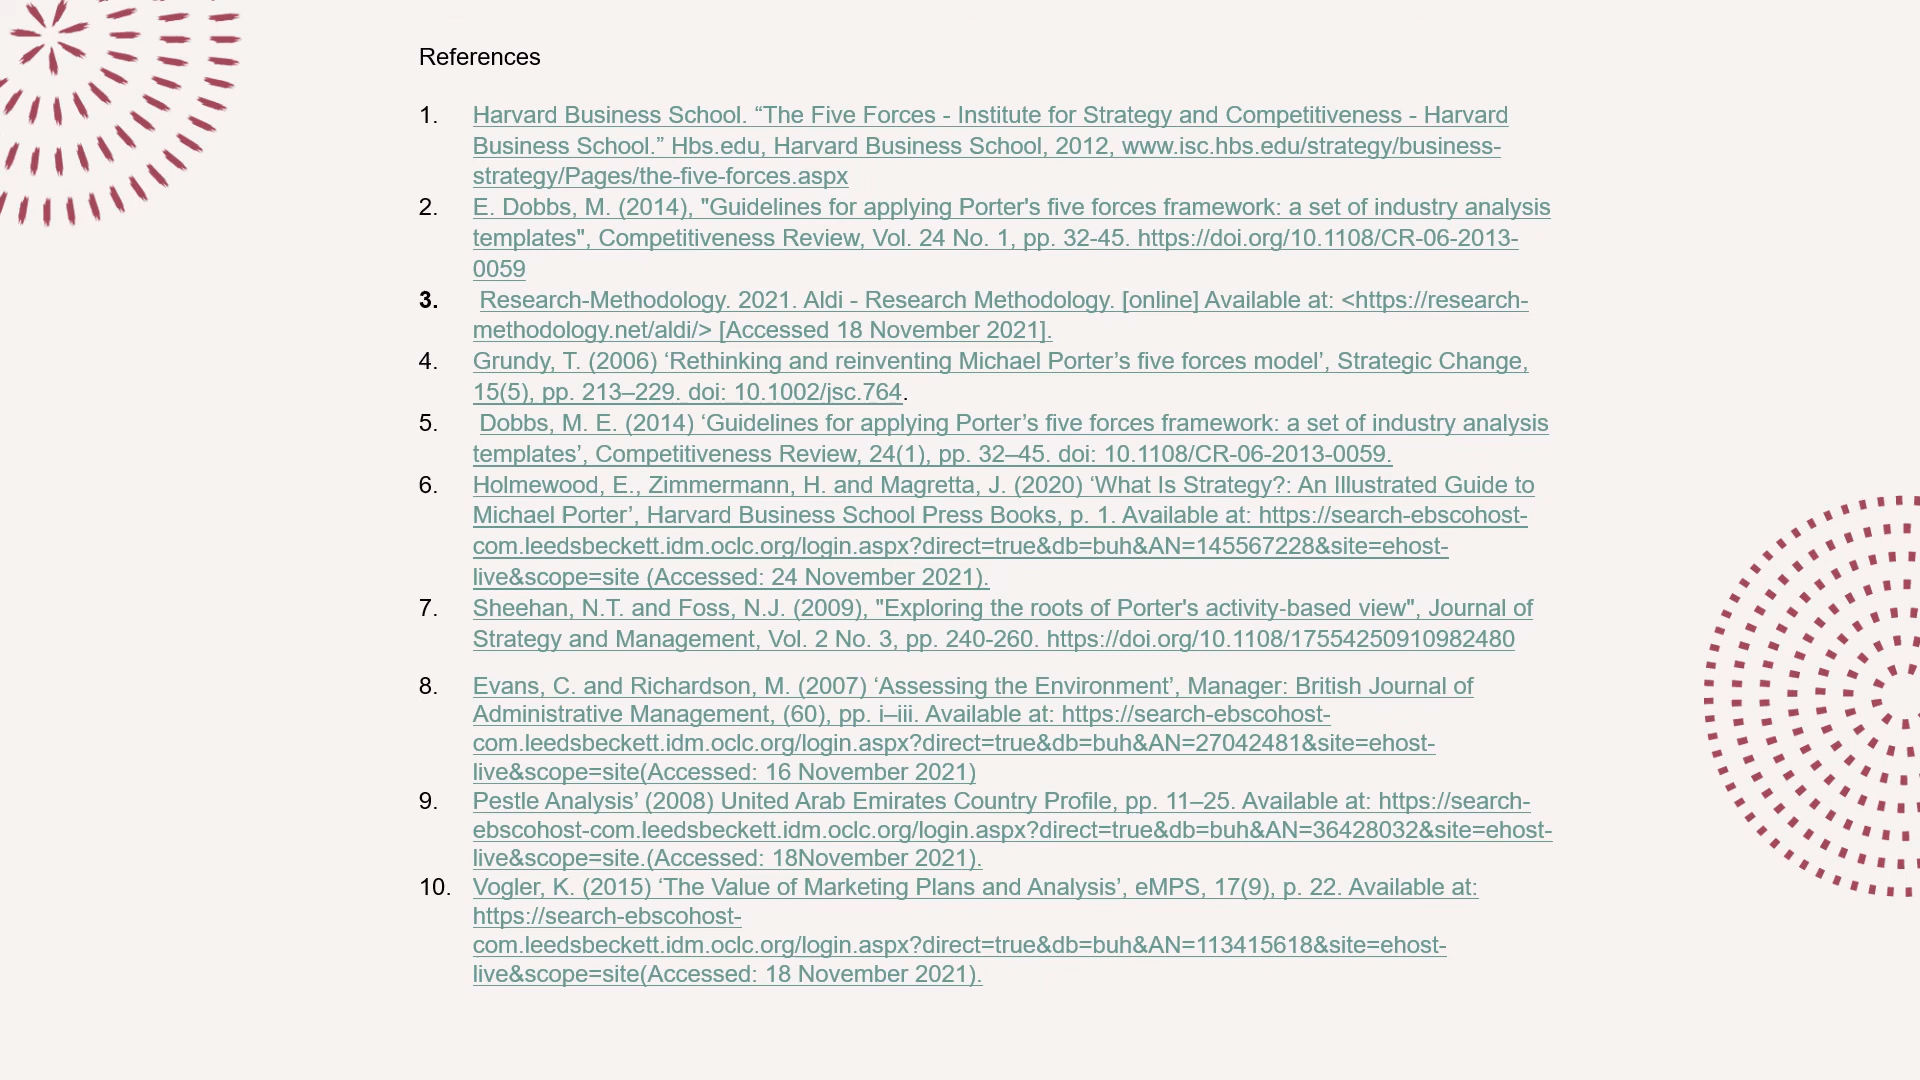 References
1. Harvard Business School. “The Five Forces - Institute for Strategy and Competitiveness - Harvard
Business School.” Hbs.edu, Harvard Business School, 2012, www.isc.hbs.edu/strategy/business-
strategy/Pages/the-five-forces.aspx
2. E. Dobbs, M. (2014), "Guidelines for applying Porter's five forces framework: a set of industry analysis
templates", Competitiveness Review, Vol. 24 No. 1, pp. 32-45. https://doi.org/10.1108/CR-06-2013-
0059
3. Research-Methodology. 2021. Aldi - Research Methodology. [online] Available at: <https://research-
methodology.net/aldi/> [Accessed 18 November 2021].
4. Grundy, T. (2006) ‘Rethinking and reinventing Michael Porter’s five forces model’, Strategic Change,
15(5), pp. 213–229. doi: 10.1002/jsc.764.
5. Dobbs, M. E. (2014) ‘Guidelines for applying Porter’s five forces framework: a set of industry analysis
templates’, Competitiveness Review, 24(1), pp. 32–45. doi: 10.1108/CR-06-2013-0059.
6. Holmewood, E., Zimmermann, H. and Magretta, J. (2020) ‘What Is Strategy?: An Illustrated Guide to
Michael Porter’, Harvard Business School Press Books, p. 1. Available at: https://search-ebscohost-
com.leedsbeckett.idm.oclc.org/login.aspx?direct=true&db=buh&AN=145567228&site=ehost-
live&scope=site (Accessed: 24 November 2021).
7. Sheehan, N.T. and Foss, N.J. (2009), "Exploring the roots of Porter's activity-based view", Journal of
Strategy and Management, Vol. 2 No. 3, pp. 240-260. https://doi.org/10.1108/17554250910982480
8. Evans, C. and Richardson, M. (2007) ‘Assessing the Environment’, Manager: British Journal of
Administrative Management, (60), pp. i–iii. Available at: https://search-ebscohost-
com.leedsbeckett.idm.oclc.org/login.aspx?direct=true&db=buh&AN=27042481&site=ehost-
live&scope=site(Accessed: 16 November 2021)
9. Pestle Analysis’ (2008) United Arab Emirates Country Profile, pp. 11–25. Available at: https://search-
ebscohost-com.leedsbeckett.idm.oclc.org/login.aspx?direct=true&db=buh&AN=36428032&site=ehost-
live&scope=site.(Accessed: 18November 2021).
10. Vogler, K. (2015) ‘The Value of Marketing Plans and Analysis’, eMPS, 17(9), p. 22. Available at:
https://search-ebscohost-
com.leedsbeckett.idm.oclc.org/login.aspx?direct=true&db=buh&AN=113415618&site=ehost-
live&scope=site(Accessed: 18 November 2021).